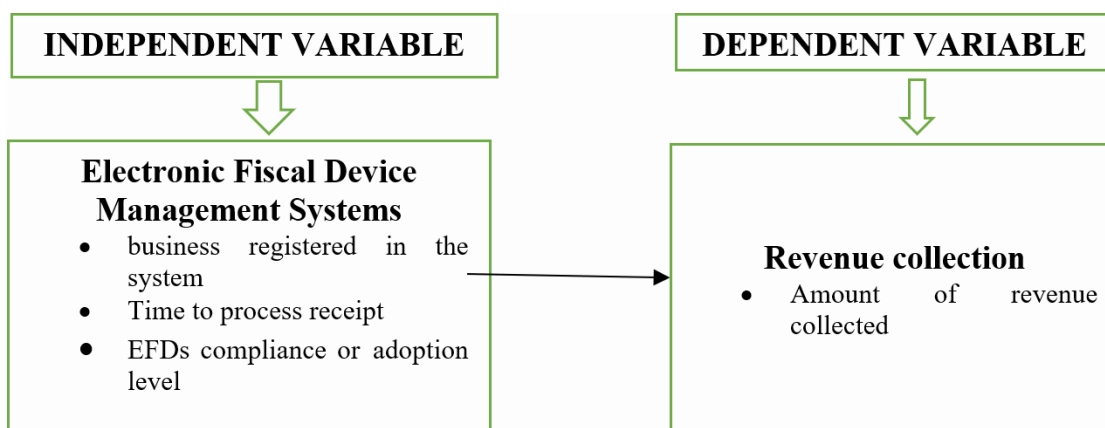 INDEPENDENT VARIABLE
Electronic Fiscal Device
Management Systems
• business registered in the
system
• Time to process receipt
• EFDs compliance or adoption
level
DEPENDENT VARIABLE
Revenue collection
• Amount of revenue
collected